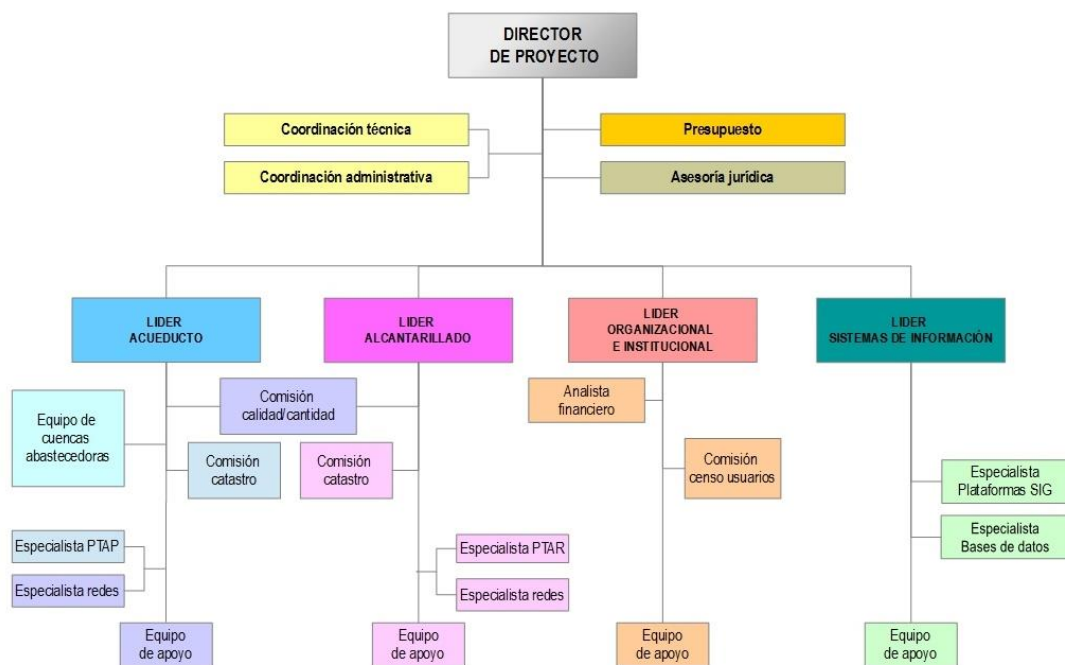 DIRECTOR
DE PROYECTO
Coordinación técnica
Presupuesto
Coordinación administrativa
Asesoría jurídica
LIDER
ACUEDUCTO
LIDER
ALCANTARILLADO
LIDER
ORGANIZACIONAL
E INSTITUCIONAL
LIDER
SISTEMAS DE INFORMACIÓN
Equipo de
cuencas
abastecedoras
Comisión
calidad/cantidad
Analista
financiero
Comisión
catastro
Comisión
catastro
Comisión
censo usuarios
Especialista
Plataformas SIG
Especialista
Bases de datos
Especialista PTAP
Especialista redes
Especialista PTAR
Especialista redes
Equipo
de apoyo
Equipo
de apoyo
Equipo
de apoyo
Equipo
de apoyo